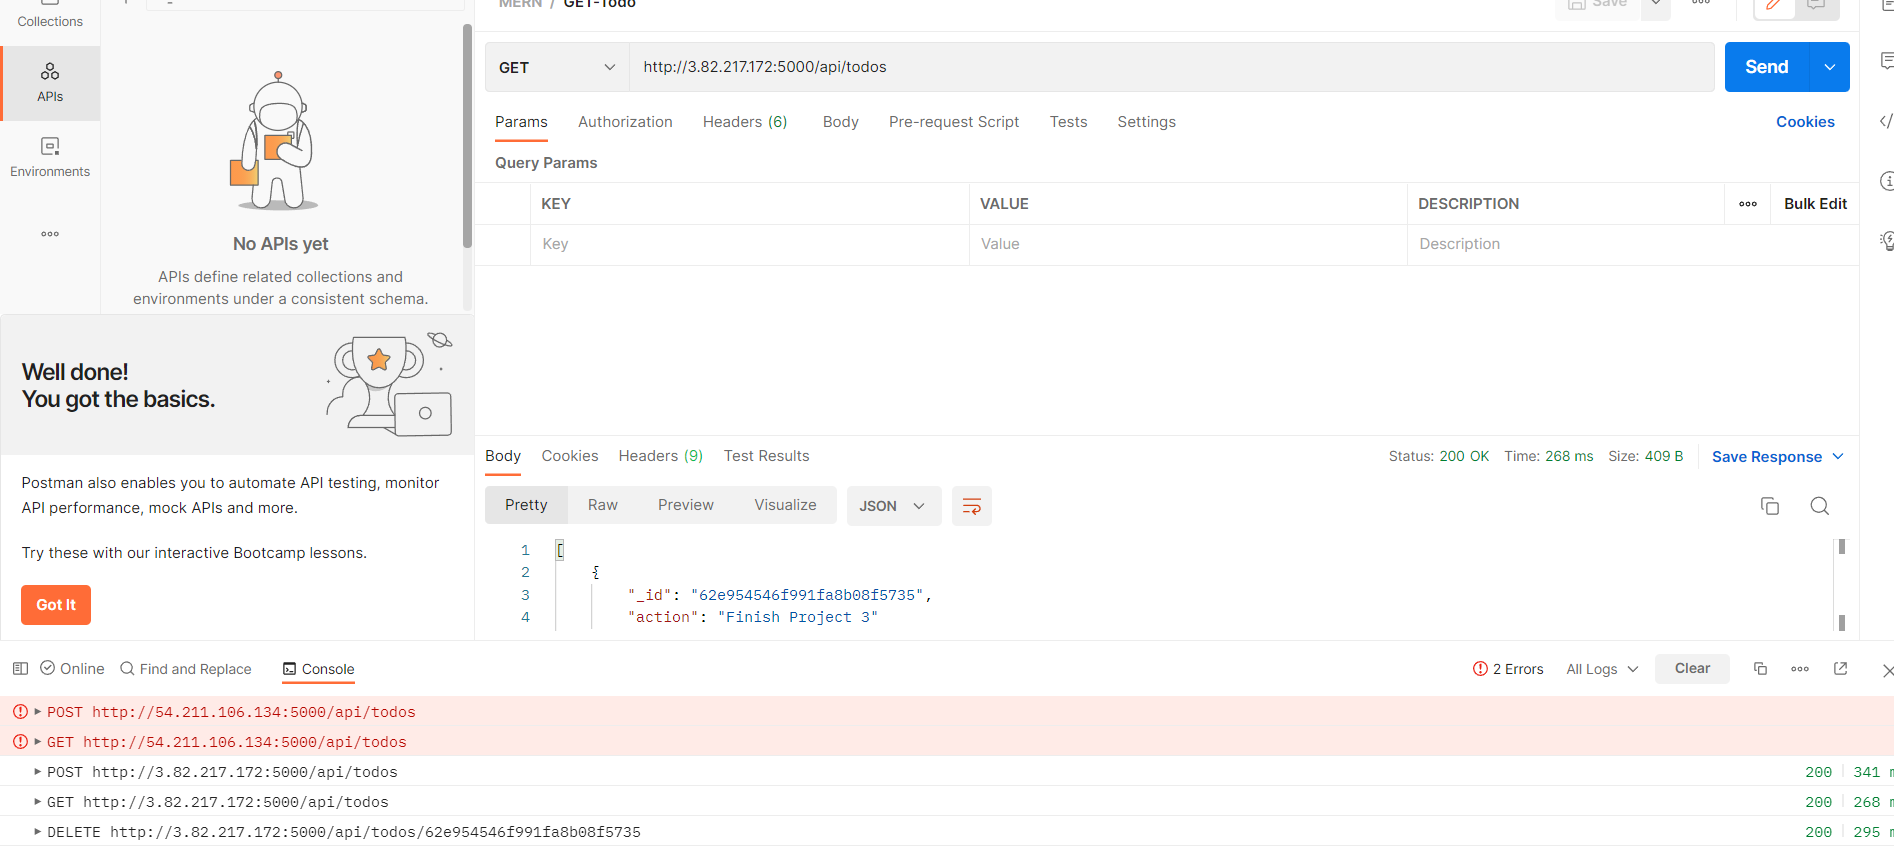 MERN / GET-Todo
Save
Collections
APIs
Environments
No APIs yet
APIs define related collections and
environments under a consistent schema.
Well done!
You got the basics.
Postman also enables you to automate API testing, monitor
API performance, mock APIs and more.
Try these with our interactive Bootcamp lessons.
Got It
GET http://3.82.217.172:5000/api/todos Send
Params Authorization Headers (6) Body Pre-request Script Tests Settings Cookies
Query Params
KEY VALUE DESCRIPTION Bulk Edit
Key Value Description
Body Cookies Headers (9) Test Results Status: 200 OK Time: 268 ms Size: 409 B Save Response
Pretty Raw Preview Visualize JSON
1 [
2 {
3 "_id": "62e954546f991fa8b08f5735",
4 "action": "Finish Project 3"
Online Find and Replace Console 2 Errors All Logs Clear
POST http://54.211.106.134:5000/api/todos
GET http://54.211.106.134:5000/api/todos
POST http://3.82.217.172:5000/api/todos 200 341
GET http://3.82.217.172:5000/api/todos 200 268
DELETE http://3.82.217.172:5000/api/todos/62e954546f991fa8b08f5735 200 295